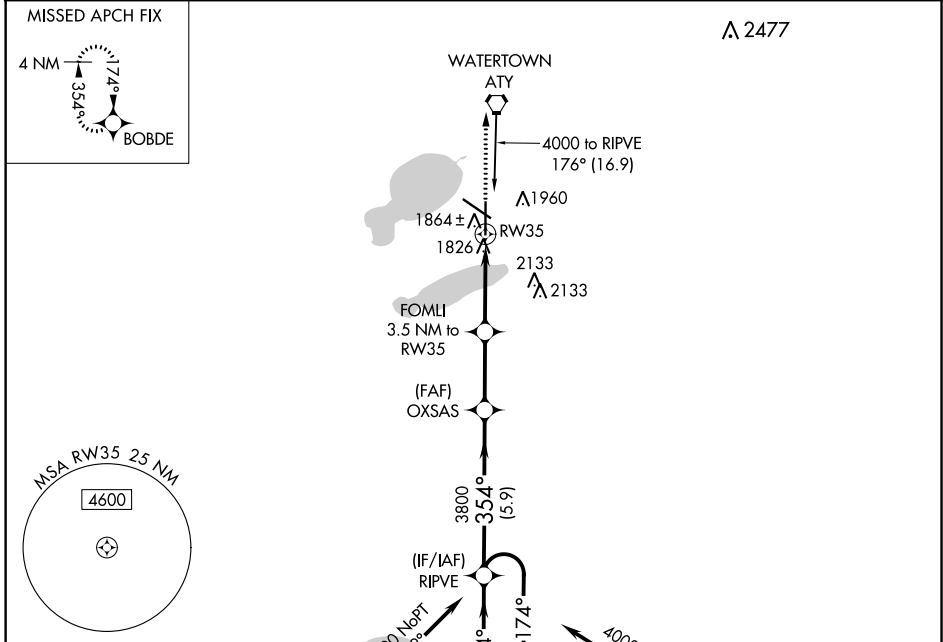 MISSED APCH FIX
4 NM
174°
354°
BOBDE
2477
WATERTOWN
ATY
4000 to RIPVE
176° (16.9)
1960
1864±
RW35
1826
2133
2133
FOMLI
3.5 NM to
RW35
(FAF)
OXSAS
MSA RW35 25 NM
4600
3800
354°
(5.9)
(IF/IAF)
RIPVE
NoPT
174°